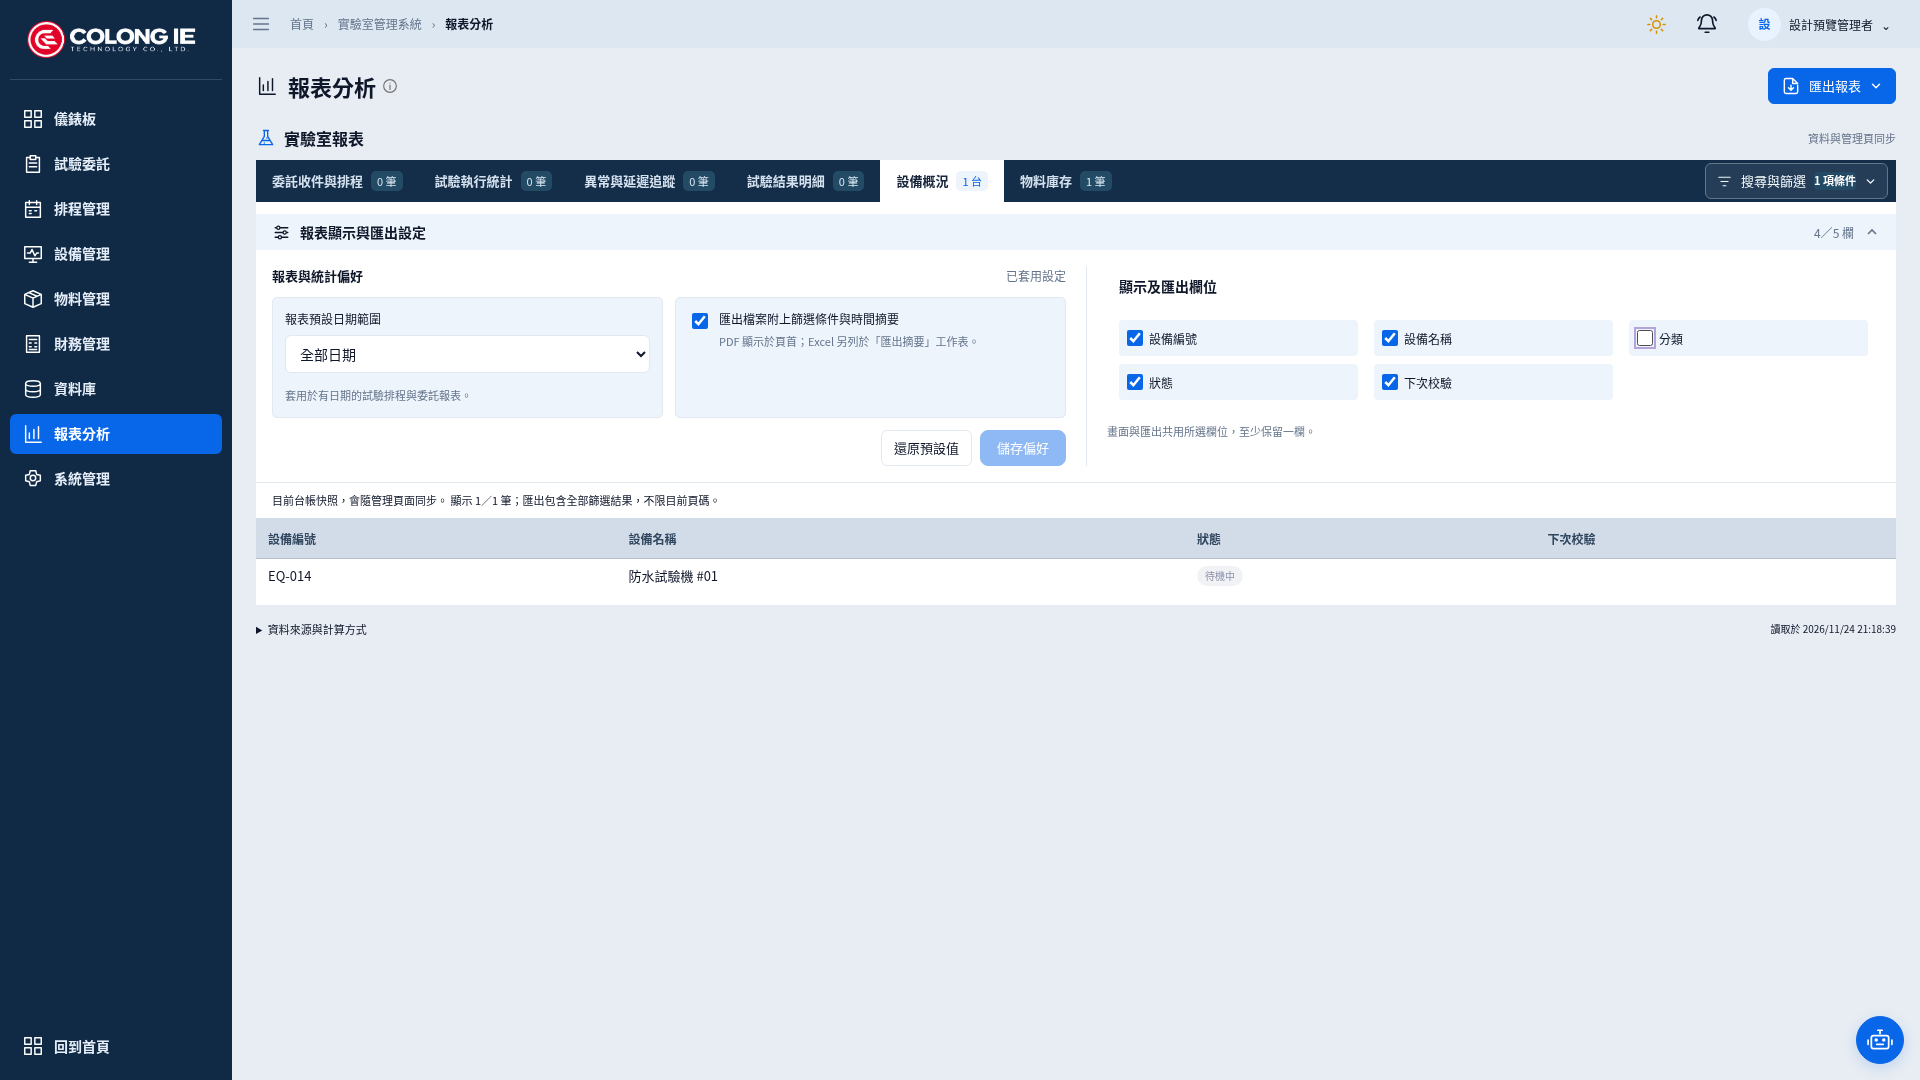 COLONG IE
TECHNOLOGY CO., LTD.
首頁 › 實驗室管理系統 › 報表分析
設 設計預覽管理者
儀錶板
試驗委託
排程管理
設備管理
物料管理
財務管理
資料庫
報表分析
系統管理
回到首頁
報表分析
匯出報表
實驗室報表
資料與管理頁同步
委託收件與排程 0 筆 試驗執行統計 0 筆 異常與延遲追蹤 0 筆 試驗結果明細 0 筆 設備概況 1 台 物料庫存 1 筆 搜尋與篩選 1 項條件
報表顯示與匯出設定 4／5 欄
報表與統計偏好 已套用設定
報表預設日期範圍
全部日期
套用於有日期的試驗排程與委託報表。
匯出檔案附上篩選條件與時間摘要
PDF 顯示於頁首；Excel 另列於「匯出摘要」工作表。
還原預設值 儲存偏好
顯示及匯出欄位
設備編號 設備名稱 分類
狀態 下次校驗
畫面與匯出共用所選欄位，至少保留一欄。
目前台帳快照，會隨管理頁面同步。 顯示 1／1 筆；匯出包含全部篩選結果，不限目前頁碼。
設備編號 設備名稱 狀態 下次校驗
EQ-014 防水試驗機 #01 待機中
資料來源與計算方式
讀取於 2026/11/24 21:18:39